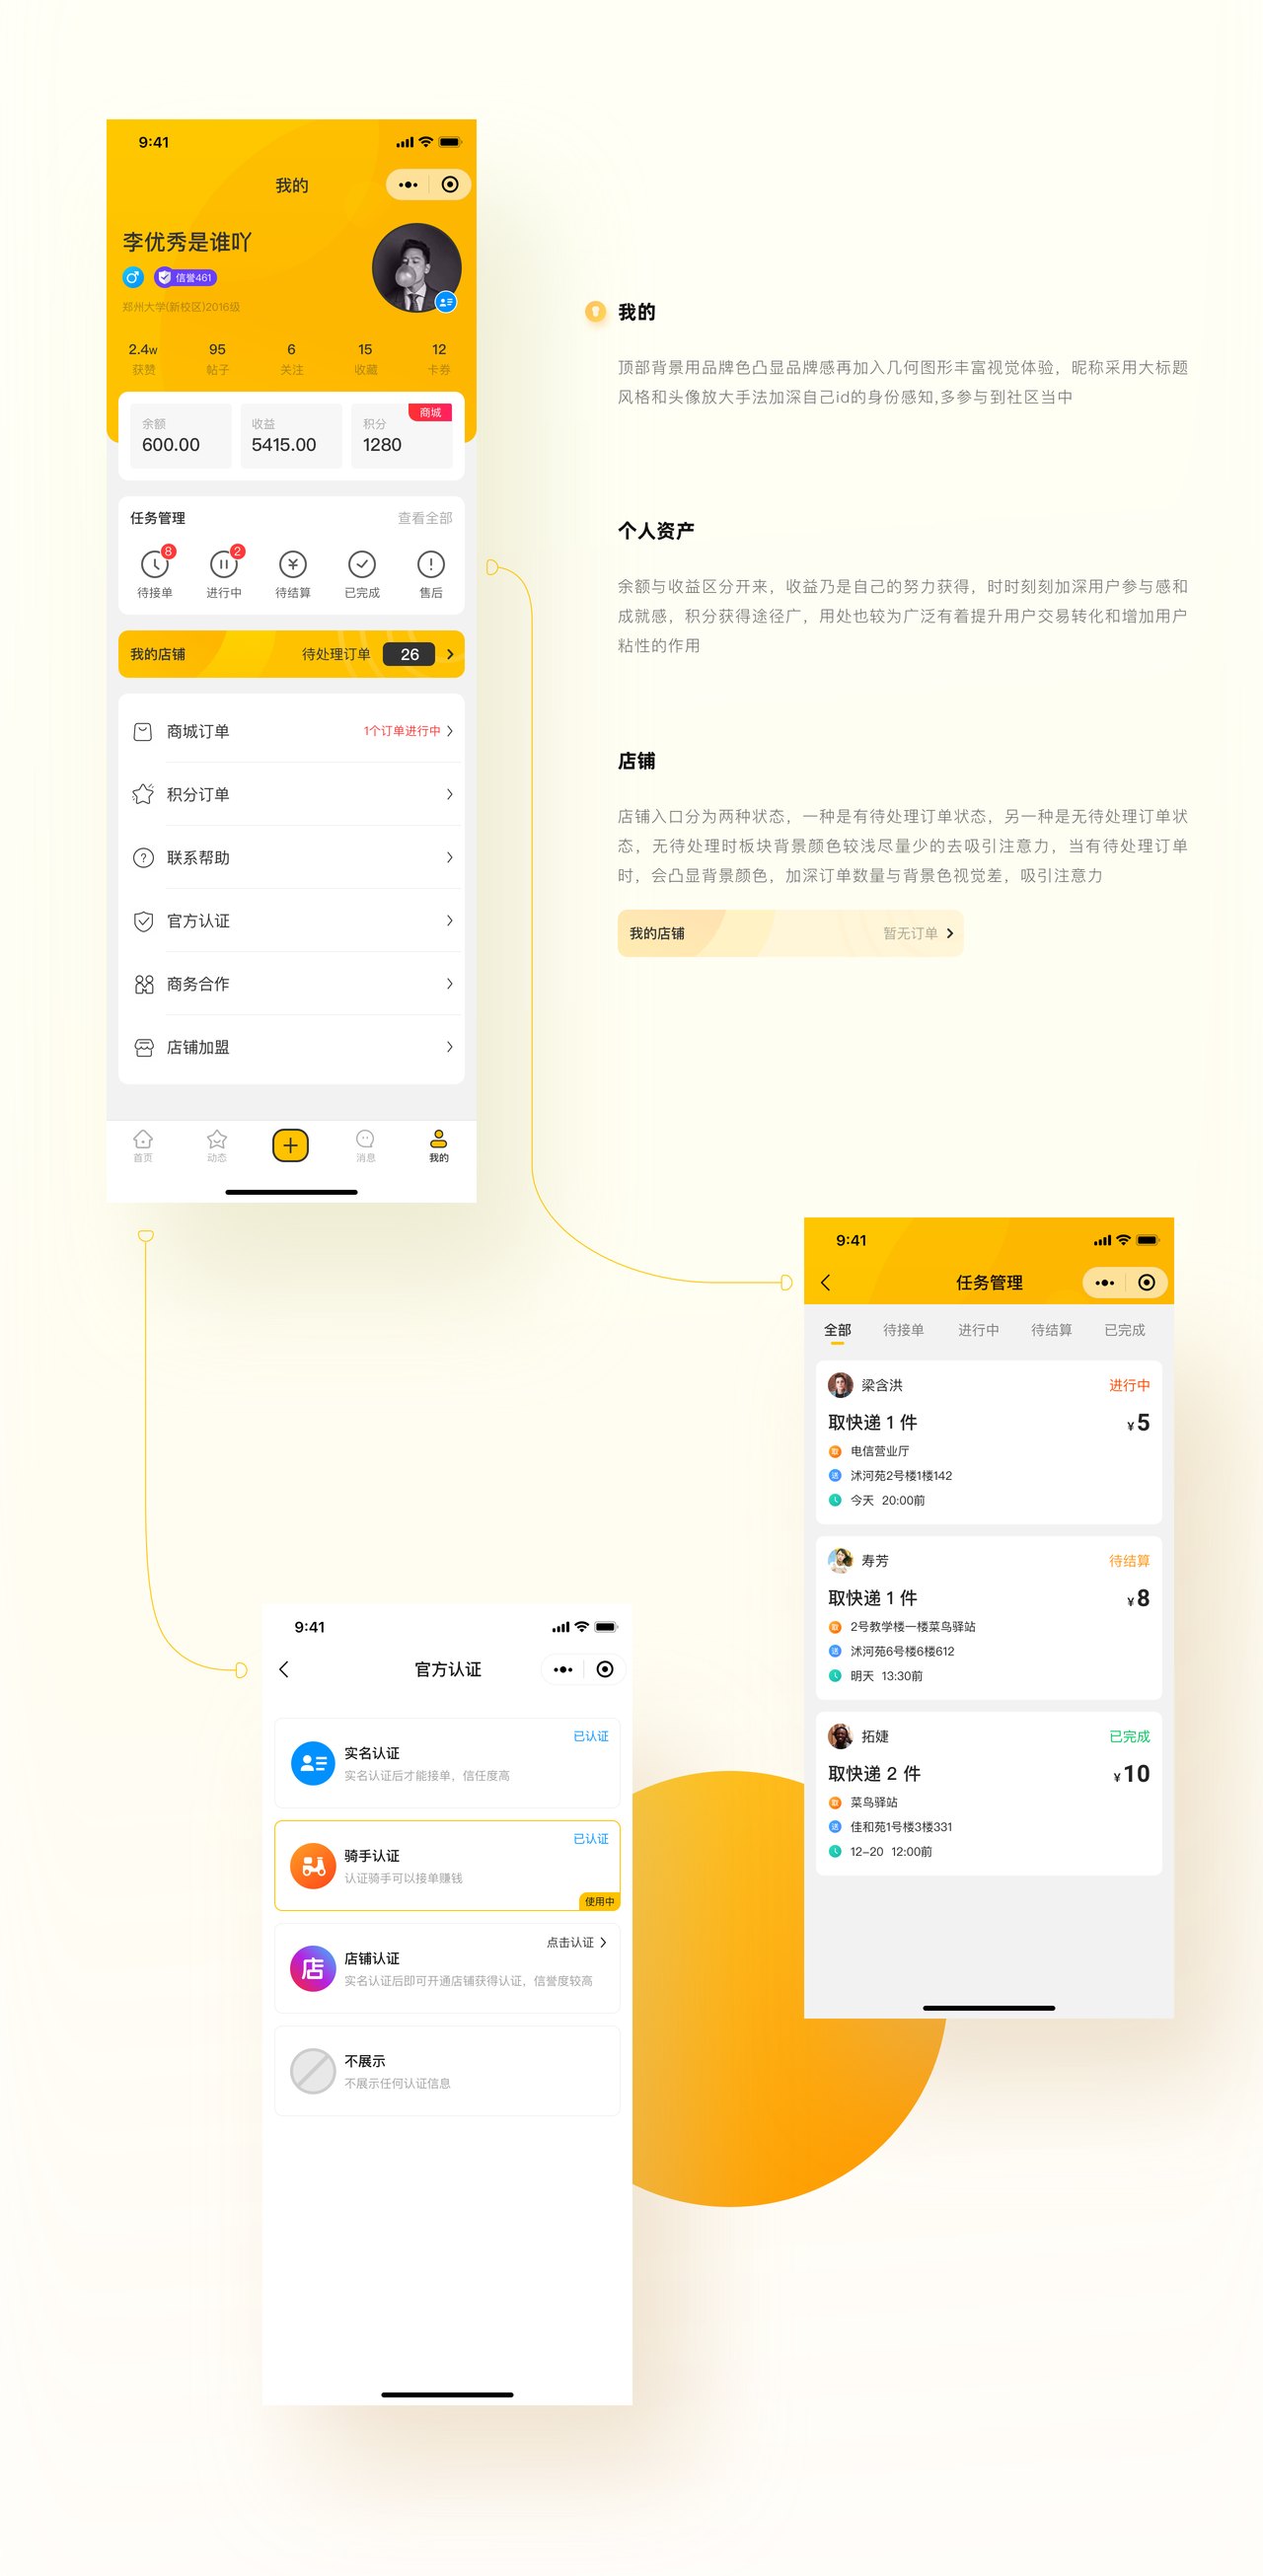 9:41
我的
李优秀是谁吖
信誉461
郑州大学(新校区)2016级
2.4w 95 6 15 12
获赞 帖子 关注 收藏 卡券
商城
余额 收益 积分
600.00 5415.00 1280
任务管理 查看全部
8 2
待接单 进行中 待结算 已完成 售后
我的店铺 待处理订单 26
商城订单 1个订单进行中
积分订单
联系帮助
官方认证
商务合作
店铺加盟
首页 动态 消息 我的
我的
顶部背景用品牌色凸显品牌感再加入几何图形丰富视觉体验，昵称采用大标题
风格和头像放大手法加深自己id的身份感知,多参与到社区当中
个人资产
余额与收益区分开来，收益乃是自己的努力获得，时时刻刻加深用户参与感和
成就感，积分获得途径广，用处也较为广泛有着提升用户交易转化和增加用户
粘性的作用
店铺
店铺入口分为两种状态，一种是有待处理订单状态，另一种是无待处理订单状
态，无待处理时板块背景颜色较浅尽量少的去吸引注意力，当有待处理订单
时，会凸显背景颜色，加深订单数量与背景色视觉差，吸引注意力
我的店铺 暂无订单
9:41
任务管理
全部 待接单 进行中 待结算 已完成
梁含洪 进行中
取快递 1 件 ¥5
取 电信营业厅
送 沭河苑2号楼1楼142
今天 20:00前
寿芳 待结算
取快递 1 件 ¥8
取 2号教学楼一楼菜鸟驿站
送 沭河苑6号楼6楼612
明天 13:30前
拓婕 已完成
取快递 2 件 ¥10
取 菜鸟驿站
送 佳和苑1号楼3楼331
12-20 12:00前
9:41
官方认证
已认证
实名认证
实名认证后才能接单，信任度高
已认证
骑手认证
认证骑手可以接单赚钱
使用中
点击认证
店 店铺认证
实名认证后即可开通店铺获得认证，信誉度较高
不展示
不展示任何认证信息